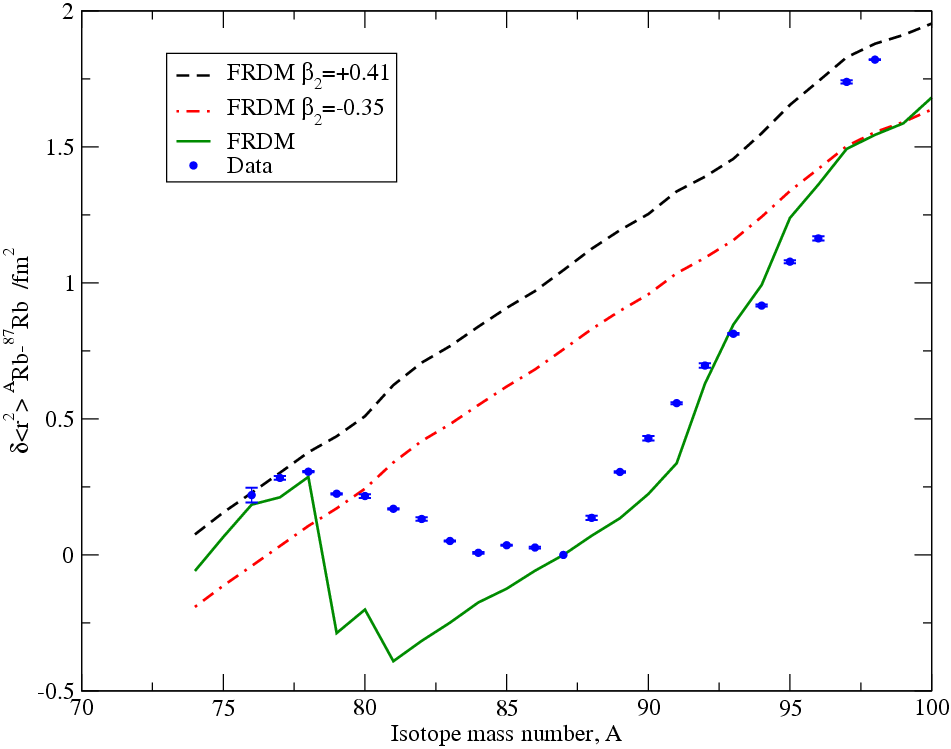 2
1.5
1
0.5
0
-0.5
δ<r²> ᴬRb-⁸⁷Rb /fm²
FRDM β₂=+0.41
FRDM β₂=-0.35
FRDM
Data
70 75 80 85 90 95 100
Isotope mass number, A